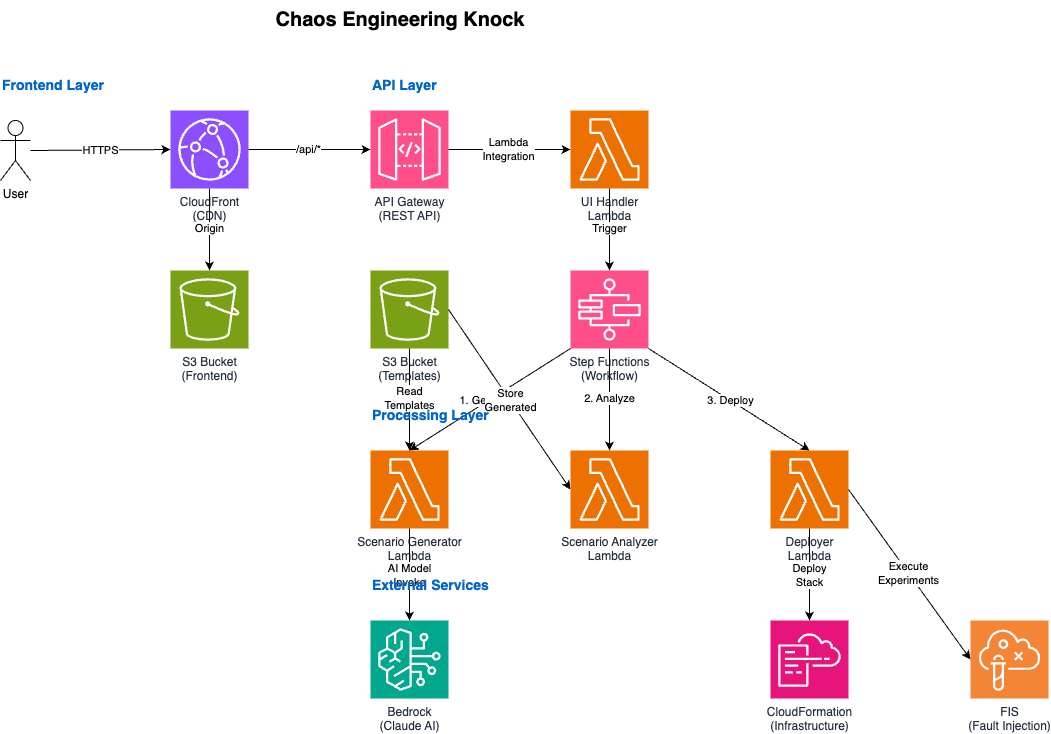 Chaos Engineering Knock
Frontend Layer
API Layer
HTTPS
/api/*
Lambda
Integration
User
CloudFront
(CDN)
Origin
API Gateway
(REST API)
UI Handler
Lambda
Trigger
S3 Bucket
(Frontend)
S3 Bucket
(Templates)
Read
Templates
Step Functions
(Workflow)
1. Ge
Store
Generated
2. Analyze
3. Deploy
Processing Layer
Scenario Generator
Lambda
AI Model
Invoke
Scenario Analyzer
Lambda
Deployer
Lambda
Deploy
Stack
Execute
Experiments
External Services
Bedrock
(Claude AI)
CloudFormation
(Infrastructure)
FIS
(Fault Injection)